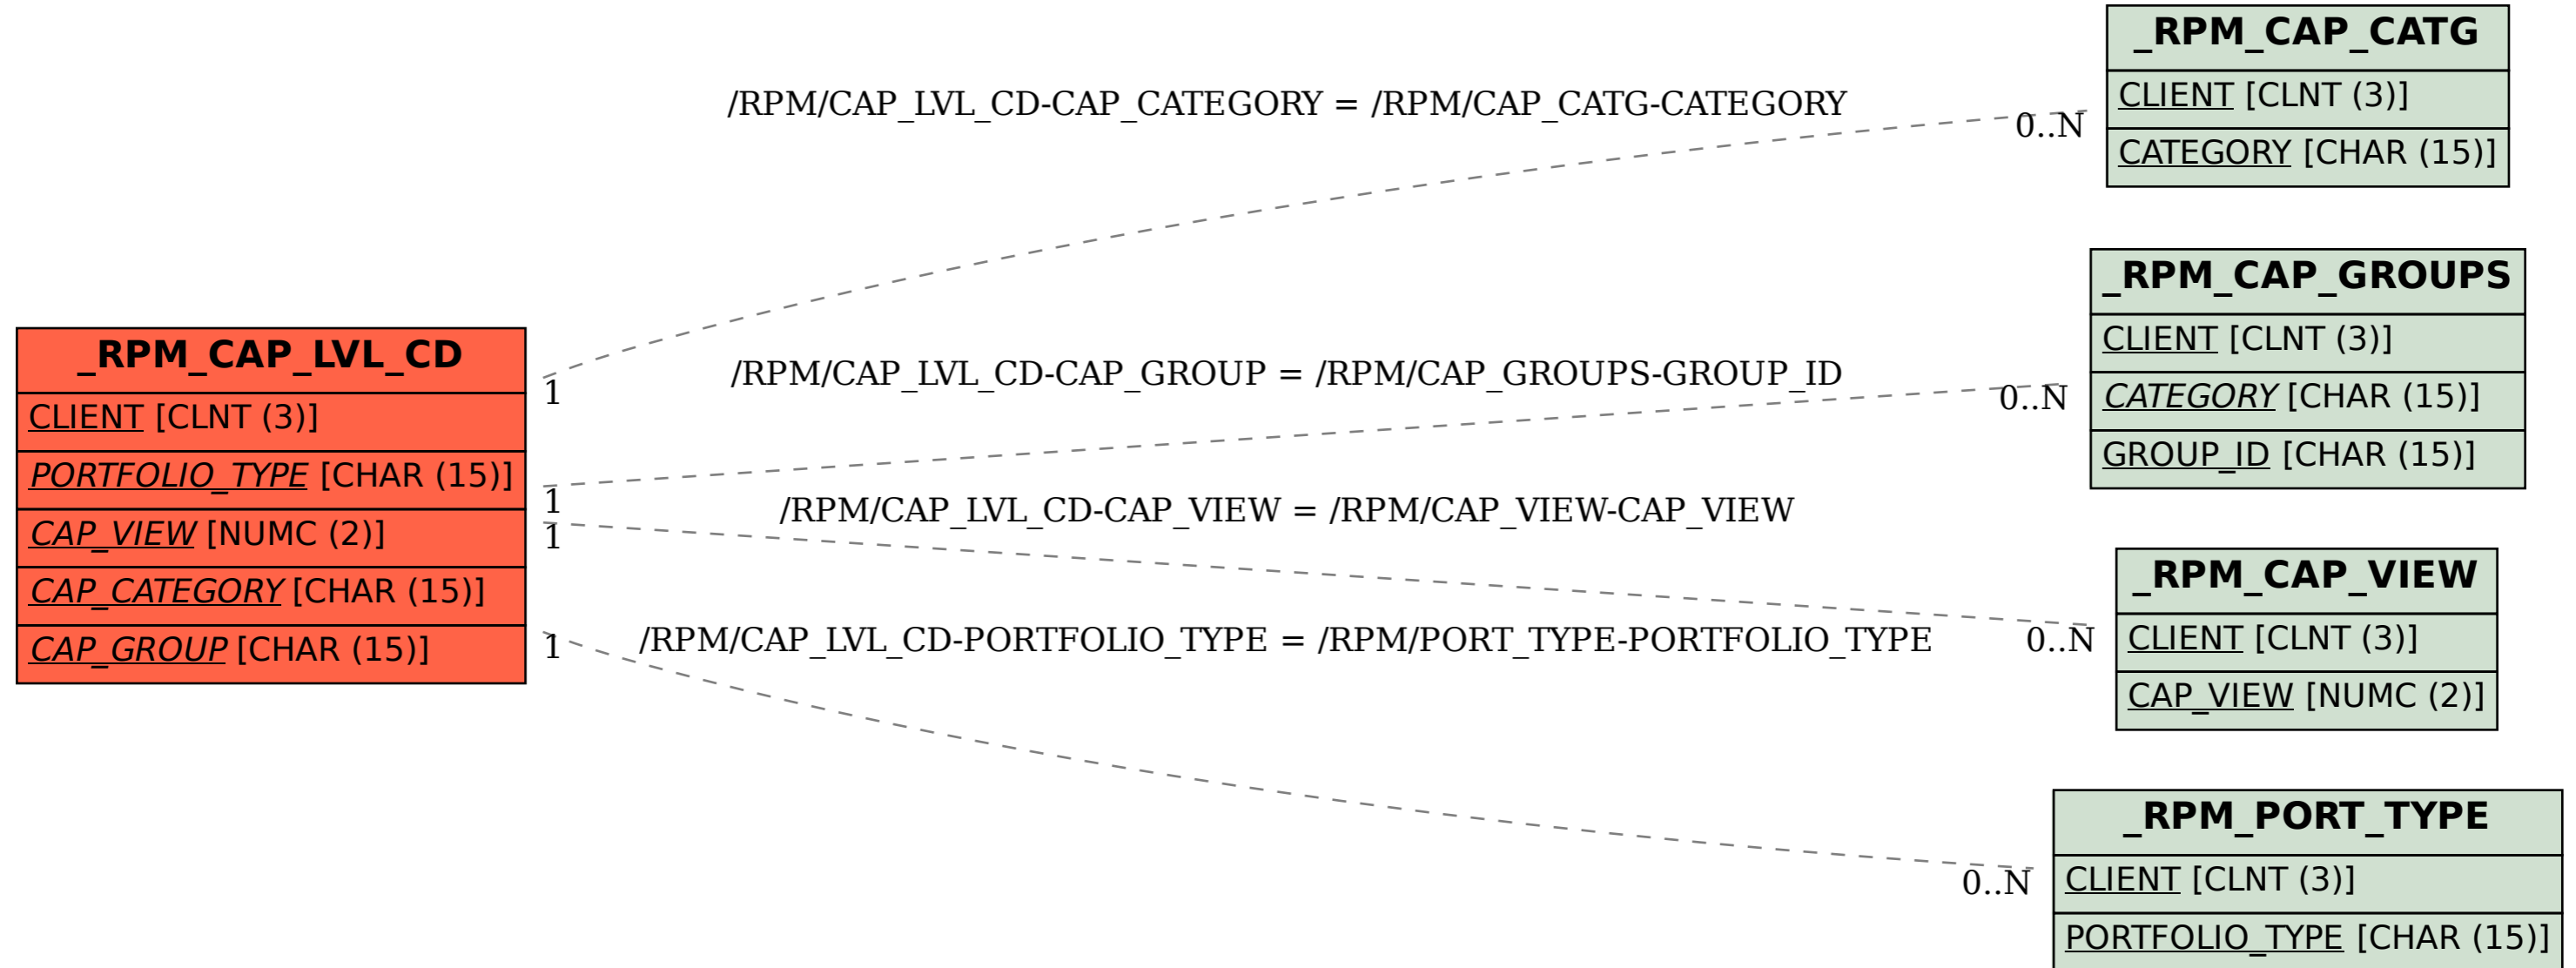 _RPM_CAP_LVL_CD
CLIENT [CLNT (3)]
PORTFOLIO_TYPE [CHAR (15)]
CAP_VIEW [NUMC (2)]
CAP_CATEGORY [CHAR (15)]
CAP_GROUP [CHAR (15)]
/RPM/CAP_LVL_CD-CAP_CATEGORY = /RPM/CAP_CATG-CATEGORY
1
0..N
/RPM/CAP_LVL_CD-CAP_GROUP = /RPM/CAP_GROUPS-GROUP_ID
1
0..N
/RPM/CAP_LVL_CD-CAP_VIEW = /RPM/CAP_VIEW-CAP_VIEW
1
0..N
/RPM/CAP_LVL_CD-PORTFOLIO_TYPE = /RPM/PORT_TYPE-PORTFOLIO_TYPE
1
0..N
_RPM_CAP_CATG
CLIENT [CLNT (3)]
CATEGORY [CHAR (15)]
_RPM_CAP_GROUPS
CLIENT [CLNT (3)]
CATEGORY [CHAR (15)]
GROUP_ID [CHAR (15)]
_RPM_CAP_VIEW
CLIENT [CLNT (3)]
CAP_VIEW [NUMC (2)]
_RPM_PORT_TYPE
CLIENT [CLNT (3)]
PORTFOLIO_TYPE [CHAR (15)]